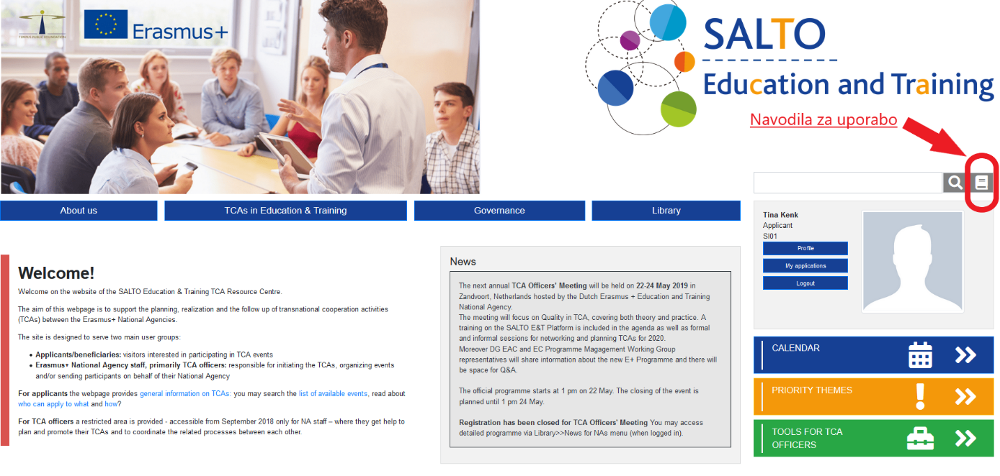 TEMPUS PUBLIC FOUNDATION
Erasmus+
SALTO
Education and Training
Navodila za uporabo
About us
TCAs in Education & Training
Governance
Library
Tina Kenk
Applicant
SI01
Profile
My applications
Logout
Welcome!
Welcome on the website of the SALTO Education & Training TCA Resource Centre.
The aim of this webpage is to support the planning, realization and the follow up of transnational cooperation activities
(TCAs) between the Erasmus+ National Agencies.
The site is designed to serve two main user groups:
• Applicants/beneficiaries: visitors interested in participating in TCA events
• Erasmus+ National Agency staff, primarily TCA officers: responsible for initiating the TCAs, organizing events
and/or sending participants on behalf of their National Agency
For applicants the webpage provides general information on TCAs: you may search the list of available events, read about
who can apply to what and how?
For TCA officers a restricted area is provided - accessible from September 2018 only for NA staff – where they get help to
plan and promote their TCAs and to coordinate the related processes between each other.
News
The next annual TCA Officers' Meeting will be held on 22-24 May 2019 in
Zandvoort, Netherlands hosted by the Dutch Erasmus + Education and Training
National Agency.
The meeting will focus on Quality in TCA, covering both theory and practice. A
training on the SALTO E&T Platform is included in the agenda as well as formal
and informal sessions for networking and planning TCAs for 2020.
Moreover DG EAC and EC Programme Magagement Working Group
representatives will share information about the new E+ Programme and there will
be space for Q&A.
The official programme starts at 1 pm on 22 May. The closing of the event is
planned until 1 pm 24 May.
Registration has been closed for TCA Officers' Meeting You may access
detailed programme via Library>>News for NAs menu (when logged in).
CALENDAR
PRIORITY THEMES
TOOLS FOR TCA
OFFICERS